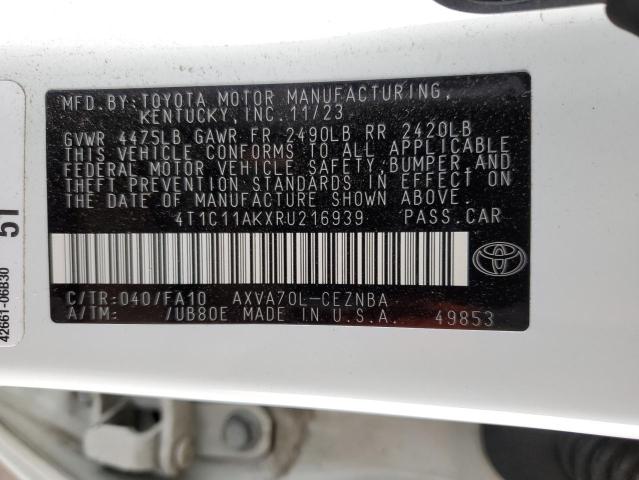 MFD.BY:TOYOTA MOTOR MANUFACTURING,
KENTUCKY, INC.11/23
GVWR 4475LB GAWR FR 2490LB RR 2420LB
THIS VEHICLE CONFORMS TO ALL APPLICABLE
FEDERAL MOTOR VEHICLE SAFETY,BUMPER,AND
THEFT PREVENTION STANDARDS IN EFFECT ON
THE DATE OF MANUFACTURE SHOWN ABOVE.
4T1C11AKXRU216939 PASS.CAR
C/TR:040/FA10 AXVA70L-CEZNBA
A/TM: /UB80E MADE IN U.S.A. 49853
51
42661-06B30